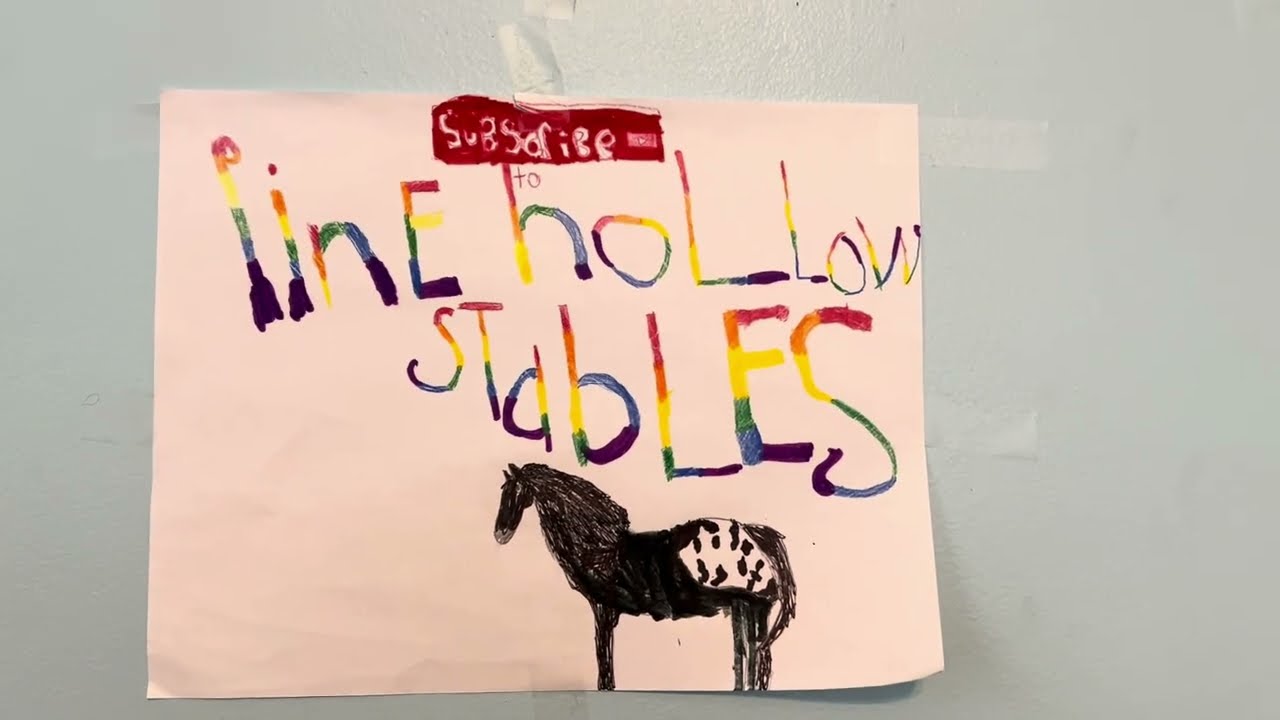 SUBSCRIBE
to
PinE hoLLow
STabLES